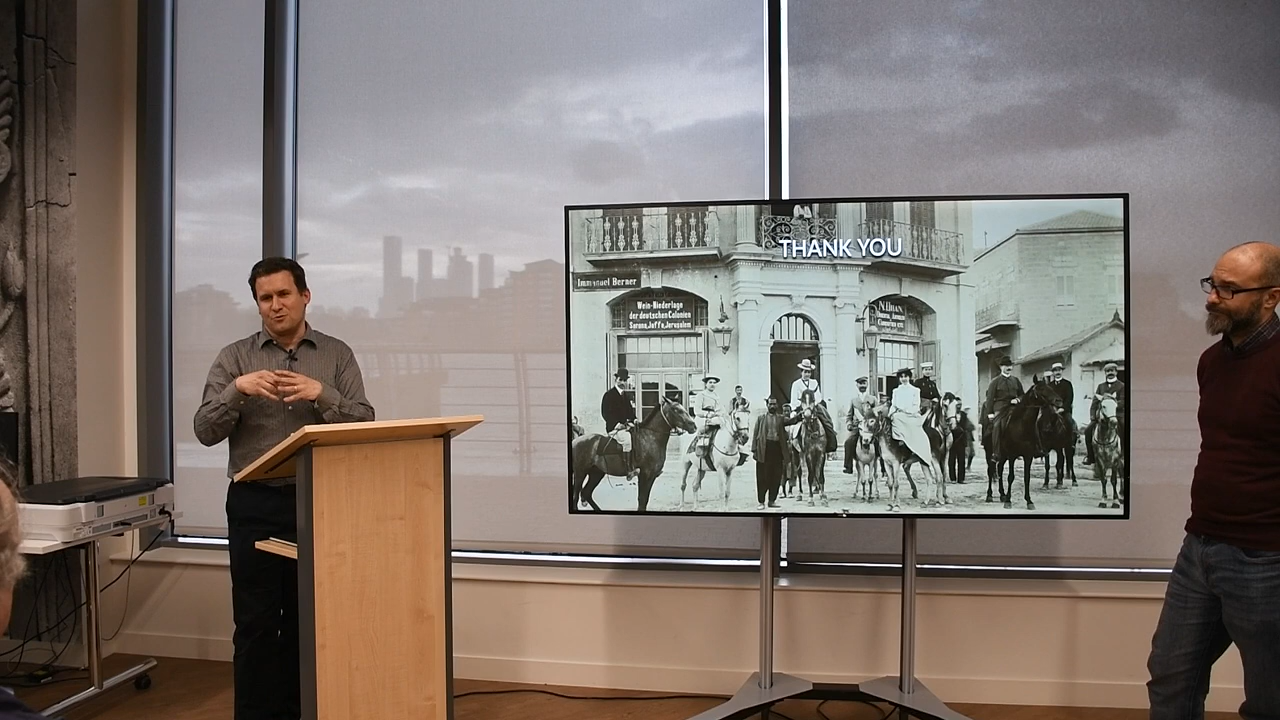 THANK YOU
Immanuel Berner
Wein-Niederlage
der deutschen Colonien
Sarona, Jaffa, Jerusalem